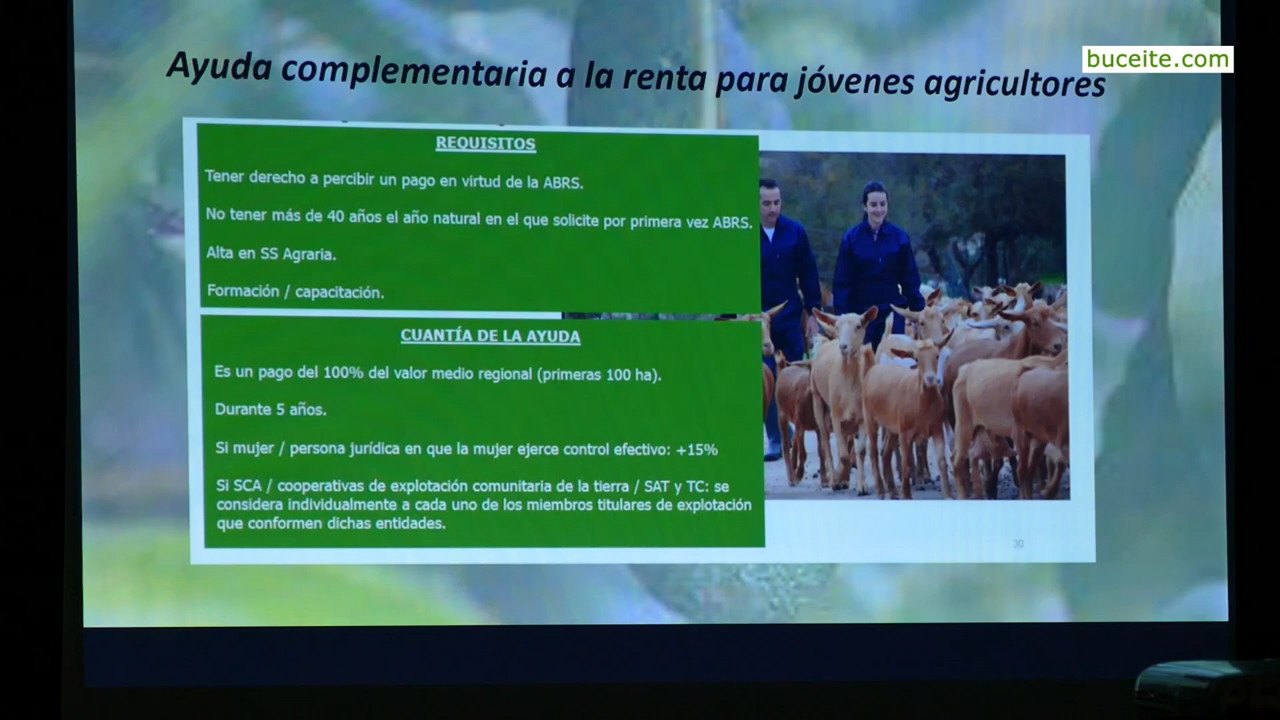 buceite.com
Ayuda complementaria a la renta para jóvenes agricultores
REQUISITOS
Tener derecho a percibir un pago en virtud de la ABRS.
No tener más de 40 años el año natural en el que solicite por primera vez ABRS.
Alta en SS Agraria.
Formación / capacitación.
CUANTÍA DE LA AYUDA
Es un pago del 100% del valor medio regional (primeras 100 ha).
Durante 5 años.
Si mujer / persona jurídica en que la mujer ejerce control efectivo: +15%
Si SCA / cooperativas de explotación comunitaria de la tierra / SAT y TC: se
considera individualmente a cada uno de los miembros titulares de explotación
que conformen dichas entidades.
30